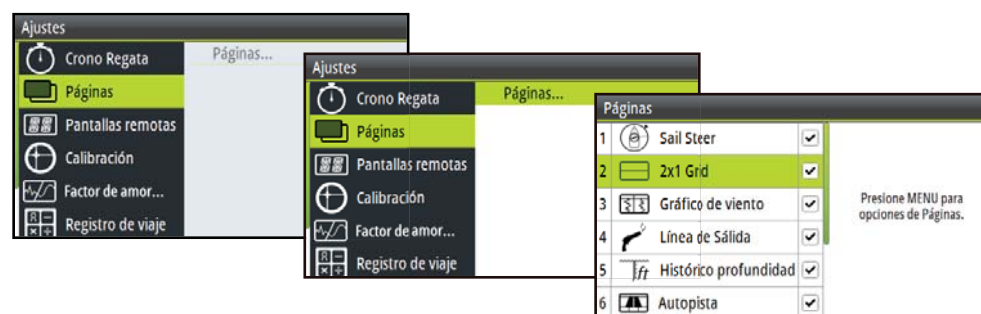 Ajustes
Crono Regata
Páginas...
Páginas
Pantallas remotas
Calibración
Factor de amor...
Registro de viaje
Ajustes
Crono Regata
Páginas...
Páginas
Pantallas remotas
Calibración
Factor de amor...
Registro de viaje
Páginas
1 Sail Steer
2 2x1 Grid
3 Gráfico de viento
4 Línea de Sálida
5 ft Histórico profundidad
6 Autopista
Presione MENU para
opciones de Páginas.